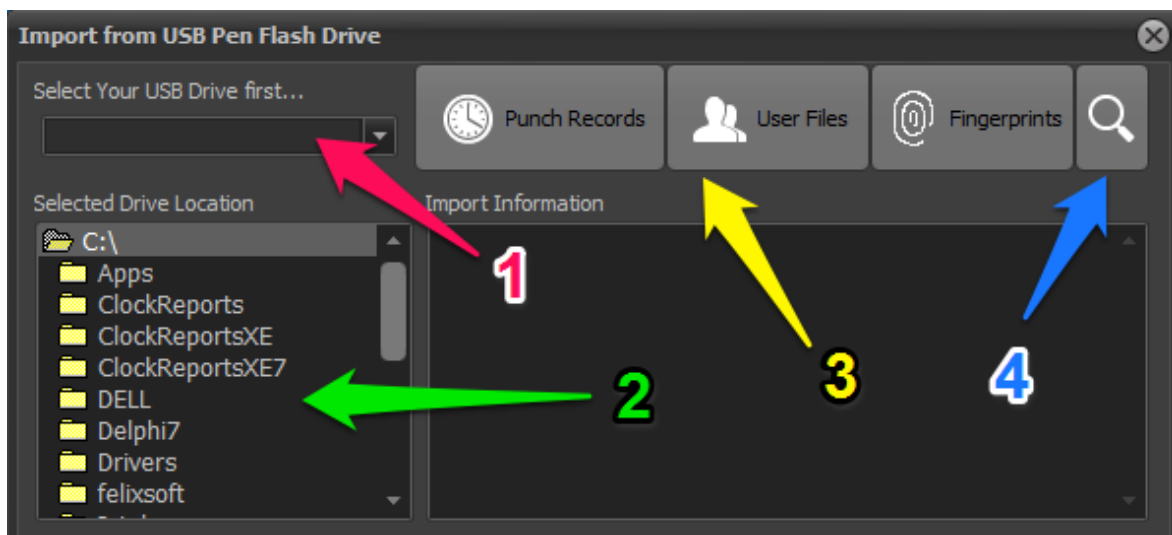 Import from USB Pen Flash Drive
Select Your USB Drive first...
Punch Records
User Files
Fingerprints
Selected Drive Location
Import Information
C:\
Apps
ClockReports
ClockReportsXE
ClockReportsXE7
DELL
Delphi7
Drivers
felixsoft
1
2
3
4